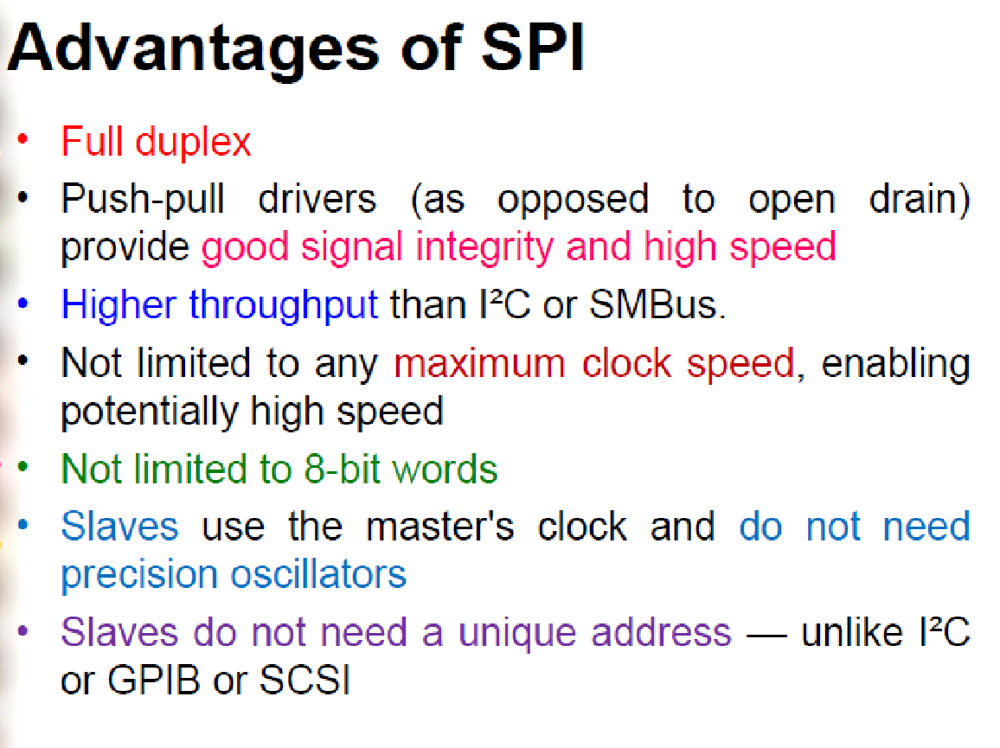 Advantages of SPI
• Full duplex
• Push-pull drivers (as opposed to open drain)
provide good signal integrity and high speed
• Higher throughput than I²C or SMBus.
• Not limited to any maximum clock speed, enabling
potentially high speed
• Not limited to 8-bit words
• Slaves use the master's clock and do not need
precision oscillators
• Slaves do not need a unique address — unlike I²C
or GPIB or SCSI